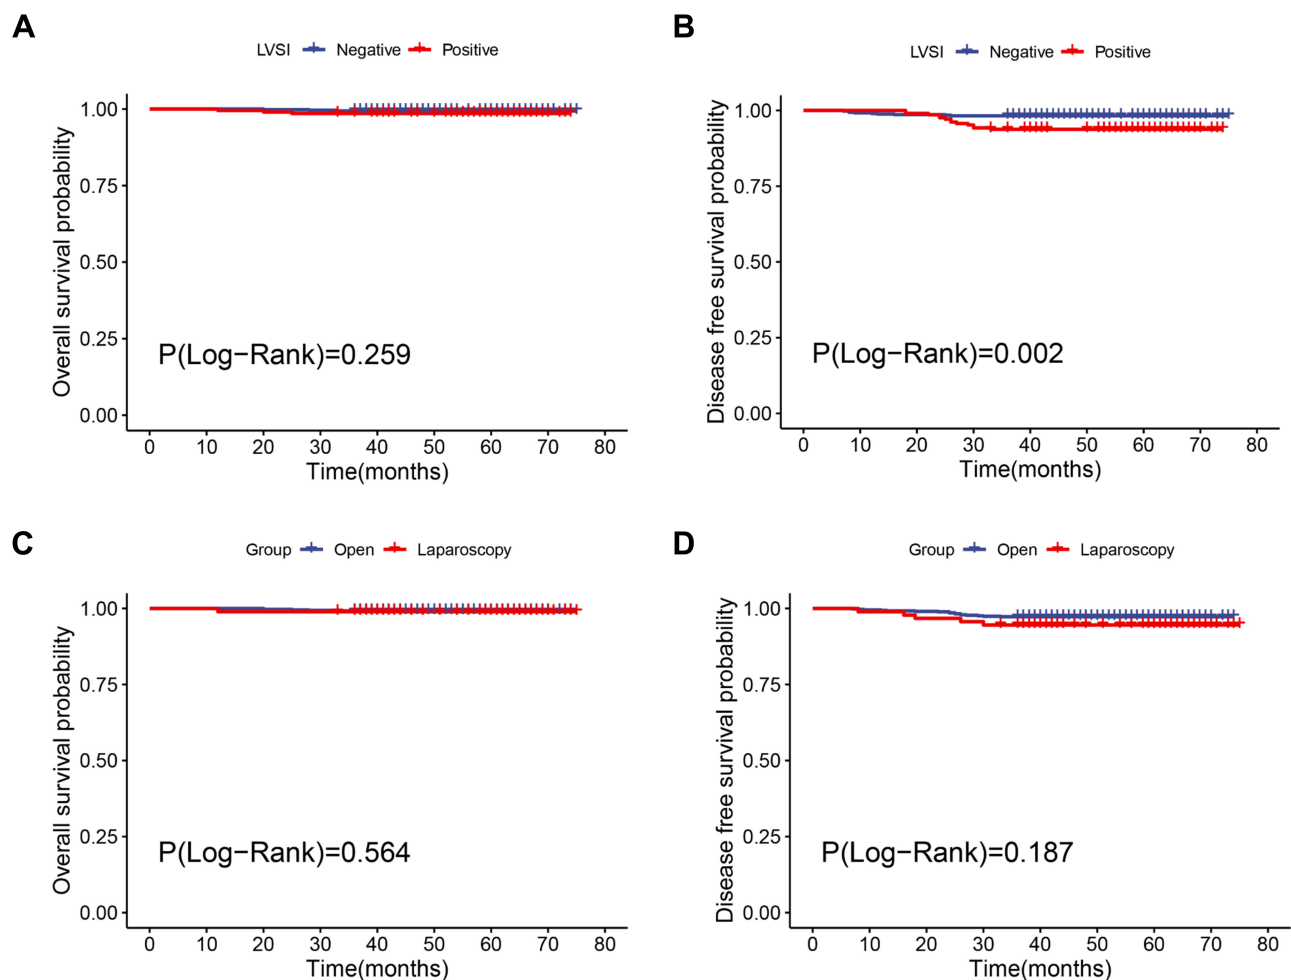 A
LVSI Negative Positive
Overall survival probability
1.00
0.75
0.50
0.25
0.00
P(Log−Rank)=0.259
0 10 20 30 40 50 60 70 80
Time(months)
B
LVSI Negative Positive
Disease free survival probability
1.00
0.75
0.50
0.25
0.00
P(Log−Rank)=0.002
0 10 20 30 40 50 60 70 80
Time(months)
C
Group Open Laparoscopy
Overall survival probability
1.00
0.75
0.50
0.25
0.00
P(Log−Rank)=0.564
0 10 20 30 40 50 60 70 80
Time(months)
D
Group Open Laparoscopy
Disease free survival probability
1.00
0.75
0.50
0.25
0.00
P(Log−Rank)=0.187
0 10 20 30 40 50 60 70 80
Time(months)